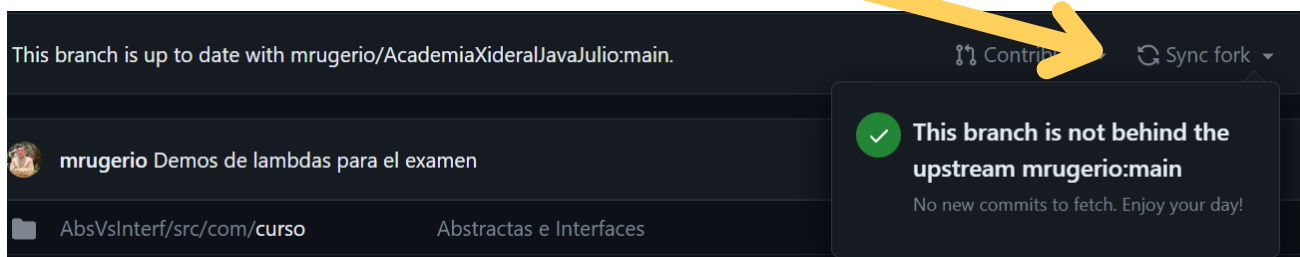 This branch is up to date with mrugerio/AcademiaXideralJavaJulio:main.
Sync fork
This branch is not behind the
upstream mrugerio:main
No new commits to fetch. Enjoy your day!
mrugerio Demos de lambdas para el examen
AbsVsInterf/src/com/curso
Abstractas e Interfaces